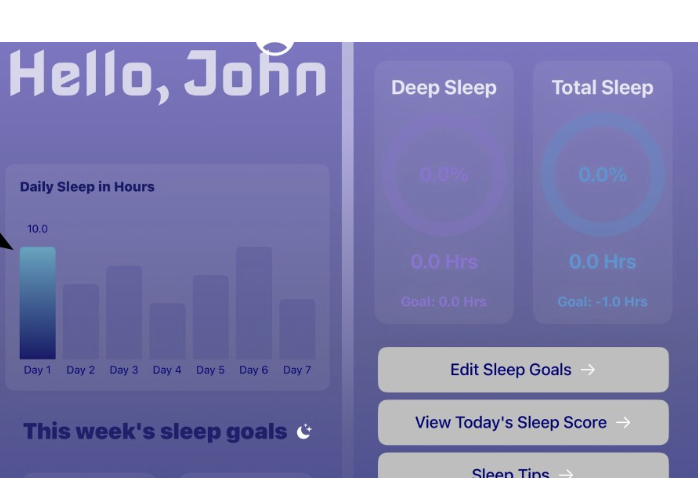 Hello, John
Daily Sleep in Hours
10.0
Day 1 Day 2 Day 3 Day 4 Day 5 Day 6 Day 7
This week's sleep goals
Deep Sleep
0.0%
0.0 Hrs
Goal: 0.0 Hrs
Total Sleep
0.0%
0.0 Hrs
Goal: -1.0 Hrs
Edit Sleep Goals →
View Today's Sleep Score →
Sleep Tips →